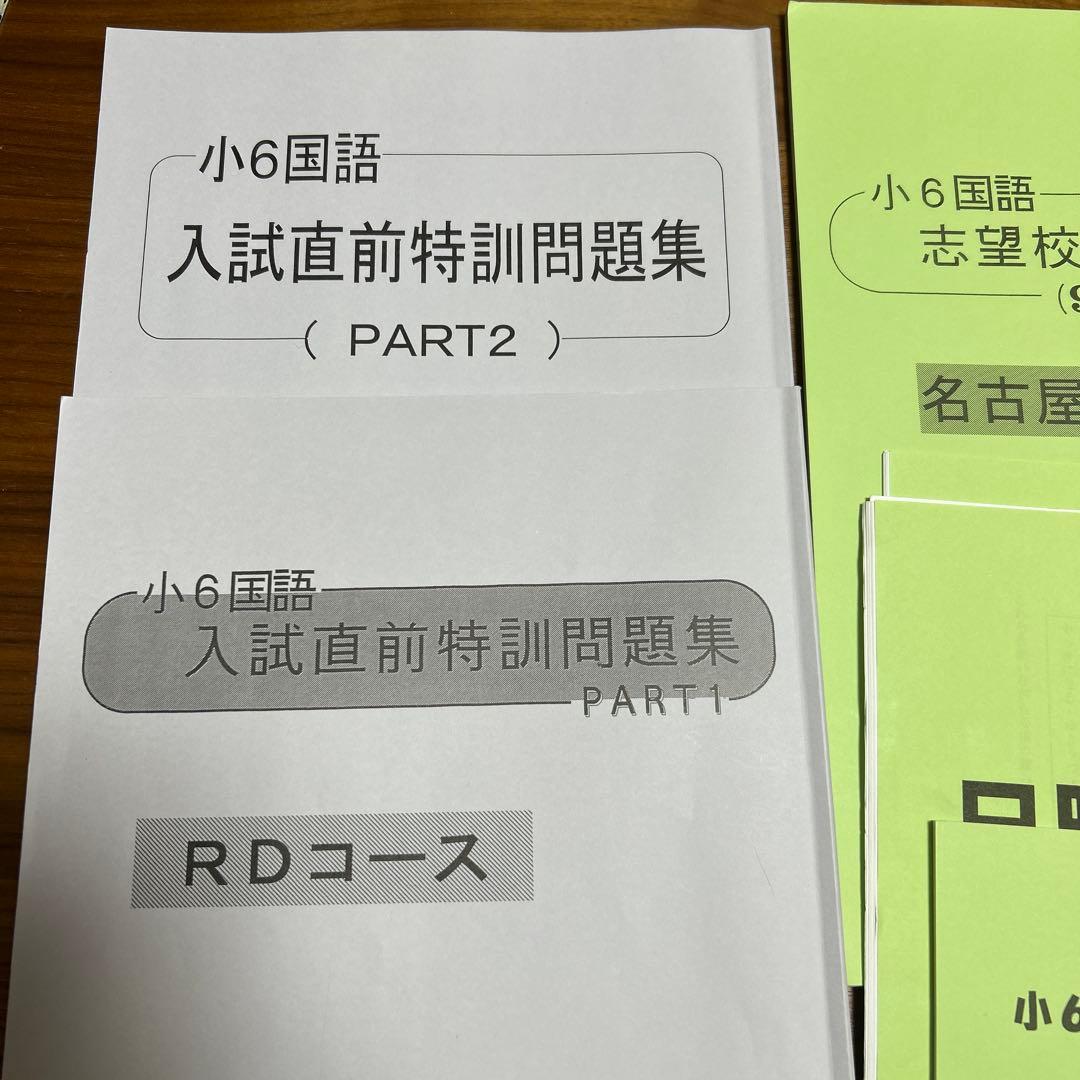 小6国語
入試直前特訓問題集
( PART2 )
小6国語
入試直前特訓問題集
PART1
RDコース
小6国語
志望校
名古屋
小6